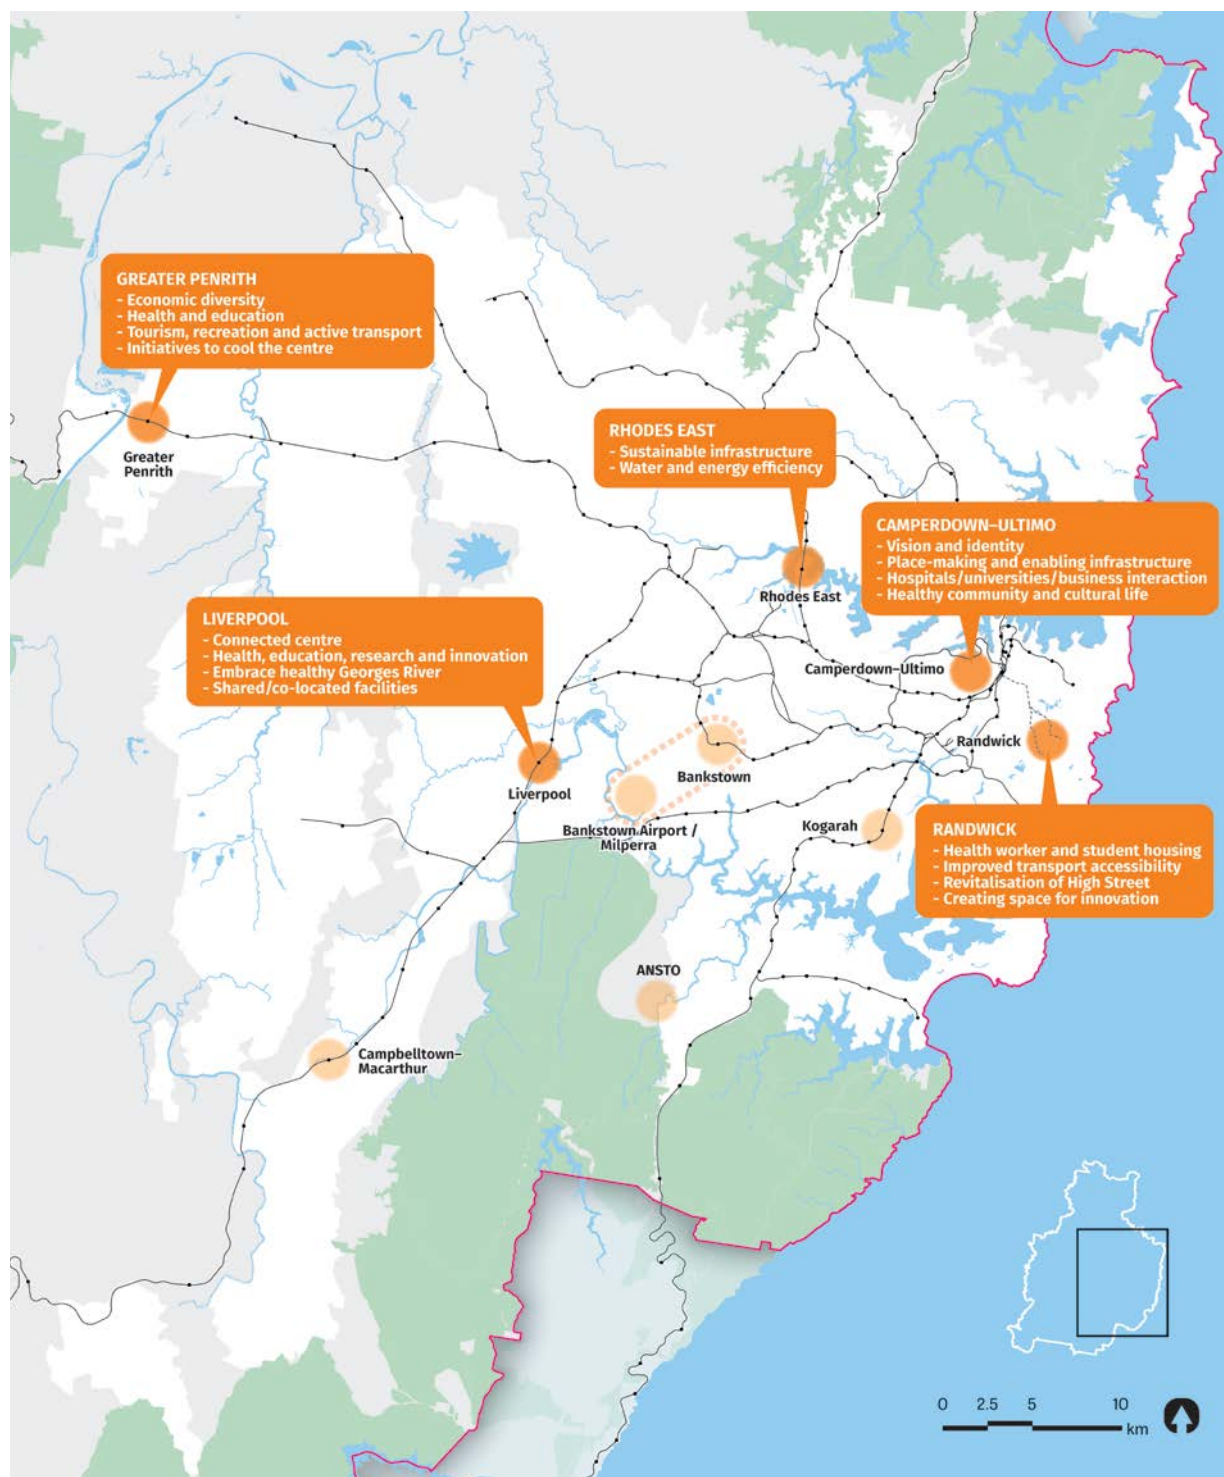 GREATER PENRITH
- Economic diversity
- Health and education
- Tourism, recreation and active transport
- Initiatives to cool the centre
Greater
Penrith
RHODES EAST
- Sustainable infrastructure
- Water and energy efficiency
Rhodes East
CAMPERDOWN–ULTIMO
- Vision and identity
- Place-making and enabling infrastructure
- Hospitals/universities/business interaction
- Healthy community and cultural life
Camperdown–Ultimo
LIVERPOOL
- Connected centre
- Health, education, research and innovation
- Embrace healthy Georges River
- Shared/co-located facilities
Liverpool
Bankstown
Bankstown Airport /
Milperra
Randwick
Kogarah
RANDWICK
- Health worker and student housing
- Improved transport accessibility
- Revitalisation of High Street
- Creating space for innovation
ANSTO
Campbelltown–
Macarthur
0 2.5 5 10
km